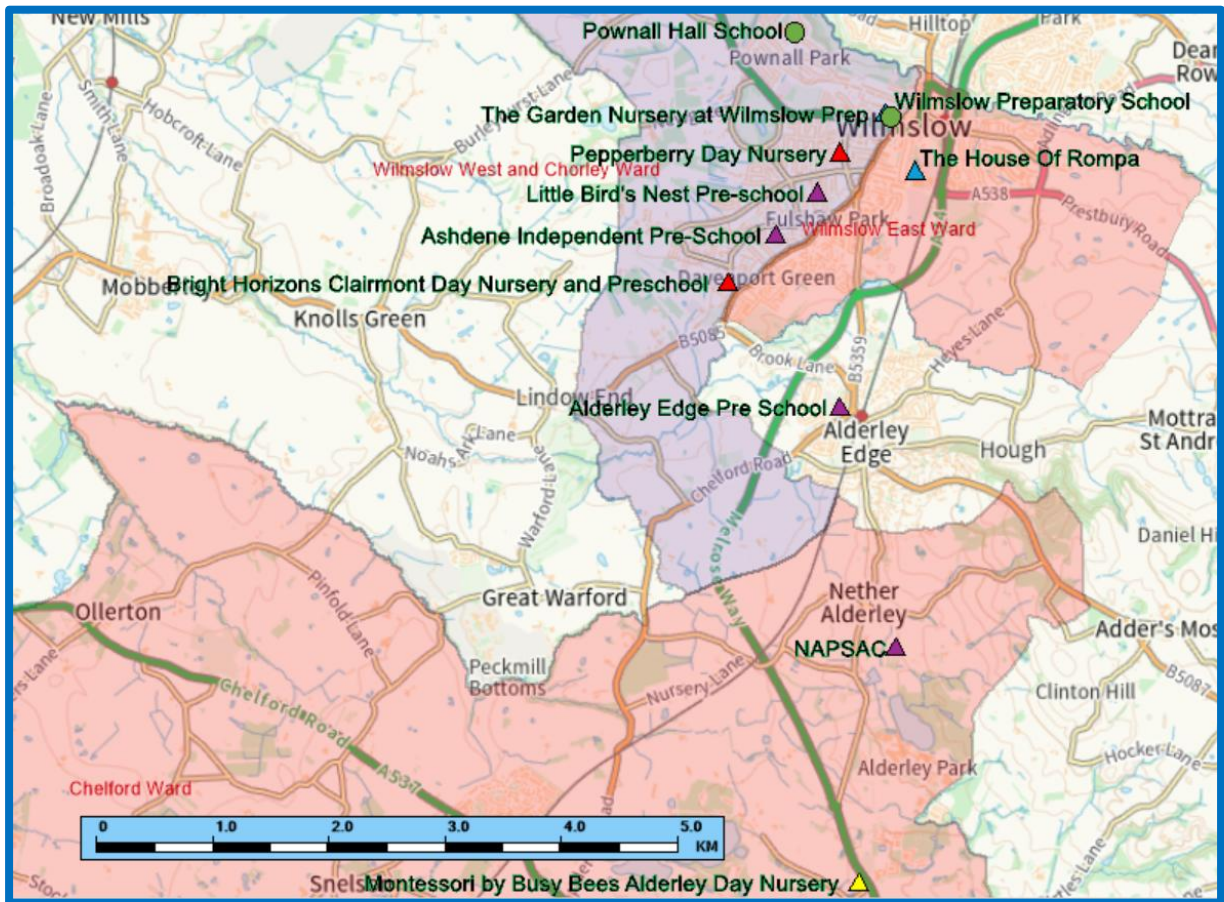 New Mills
Pownall Hall School
Pownall Park
Hilltop
Park
Dean
Row
Broadoak Lane
Smith Lane
Hobcroft Lane
Burleyhurst Lane
The Garden Nursery at Wilmslow Prep
Wilmslow Preparatory School
Wilmslow
Pepperberry Day Nursery
The House Of Rompa
Wilmslow West and Chorley Ward
Little Bird's Nest Pre-school
A538
Prestbury Road
Fulshaw Park
Wilmslow East Ward
Ashdene Independent Pre-School
Davenport Green
Bright Horizons Clairmont Day Nursery and Preschool
Knolls Green
B5085
Brook Lane
B5359
Heyes Lane
Lindow End
Alderley Edge Pre School
Alderley
Edge
Hough
Mottra
St Andre
Noahs Ark Lane
Warford Lane
Chelford Road
Melrose Way
Daniel Hi
Great Warford
Nether
Alderley
Ollerton
Pinfold Lane
NAPSAC
Adder's Mos
B5087
Peckmill
Bottoms
Nursery Lane
Clinton Hill
Chelford Road
A537
Alderley Park
Hocker Lane
Chelford Ward
0 1.0 2.0 3.0 4.0 5.0
KM
Montessori by Busy Bees Alderley Day Nursery